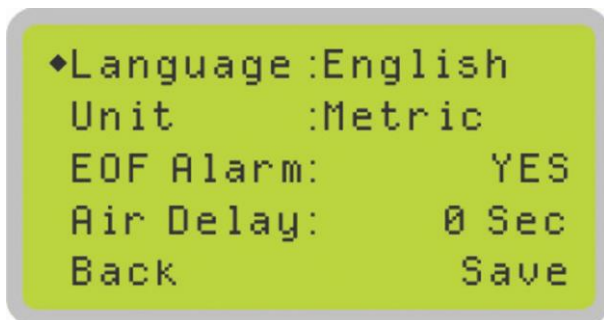 ◆Language:English
Unit :Metric
EOF Alarm: YES
Air Delay: 0 Sec
Back Save